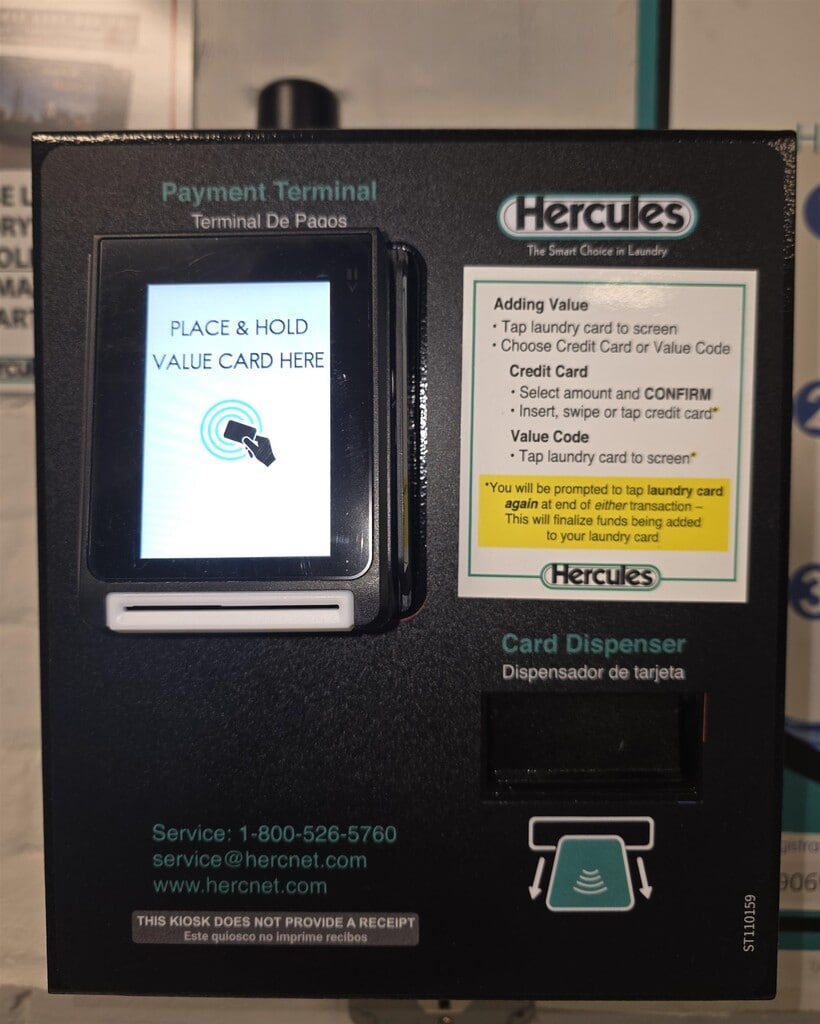 Payment Terminal
Terminal De Pagos
PLACE & HOLD
VALUE CARD HERE
Hercules
The Smart Choice in Laundry
Adding Value
• Tap laundry card to screen
• Choose Credit Card or Value Code
Credit Card
• Select amount and CONFIRM
• Insert, swipe or tap credit card*
Value Code
• Tap laundry card to screen*
*You will be prompted to tap laundry card
again at end of either transaction –
This will finalize funds being added
to your laundry card
Hercules
Card Dispenser
Dispensador de tarjeta
Service: 1-800-526-5760
service@hercnet.com
www.hercnet.com
THIS KIOSK DOES NOT PROVIDE A RECEIPT
Este quiosco no imprime recibos
ST110159
2
3